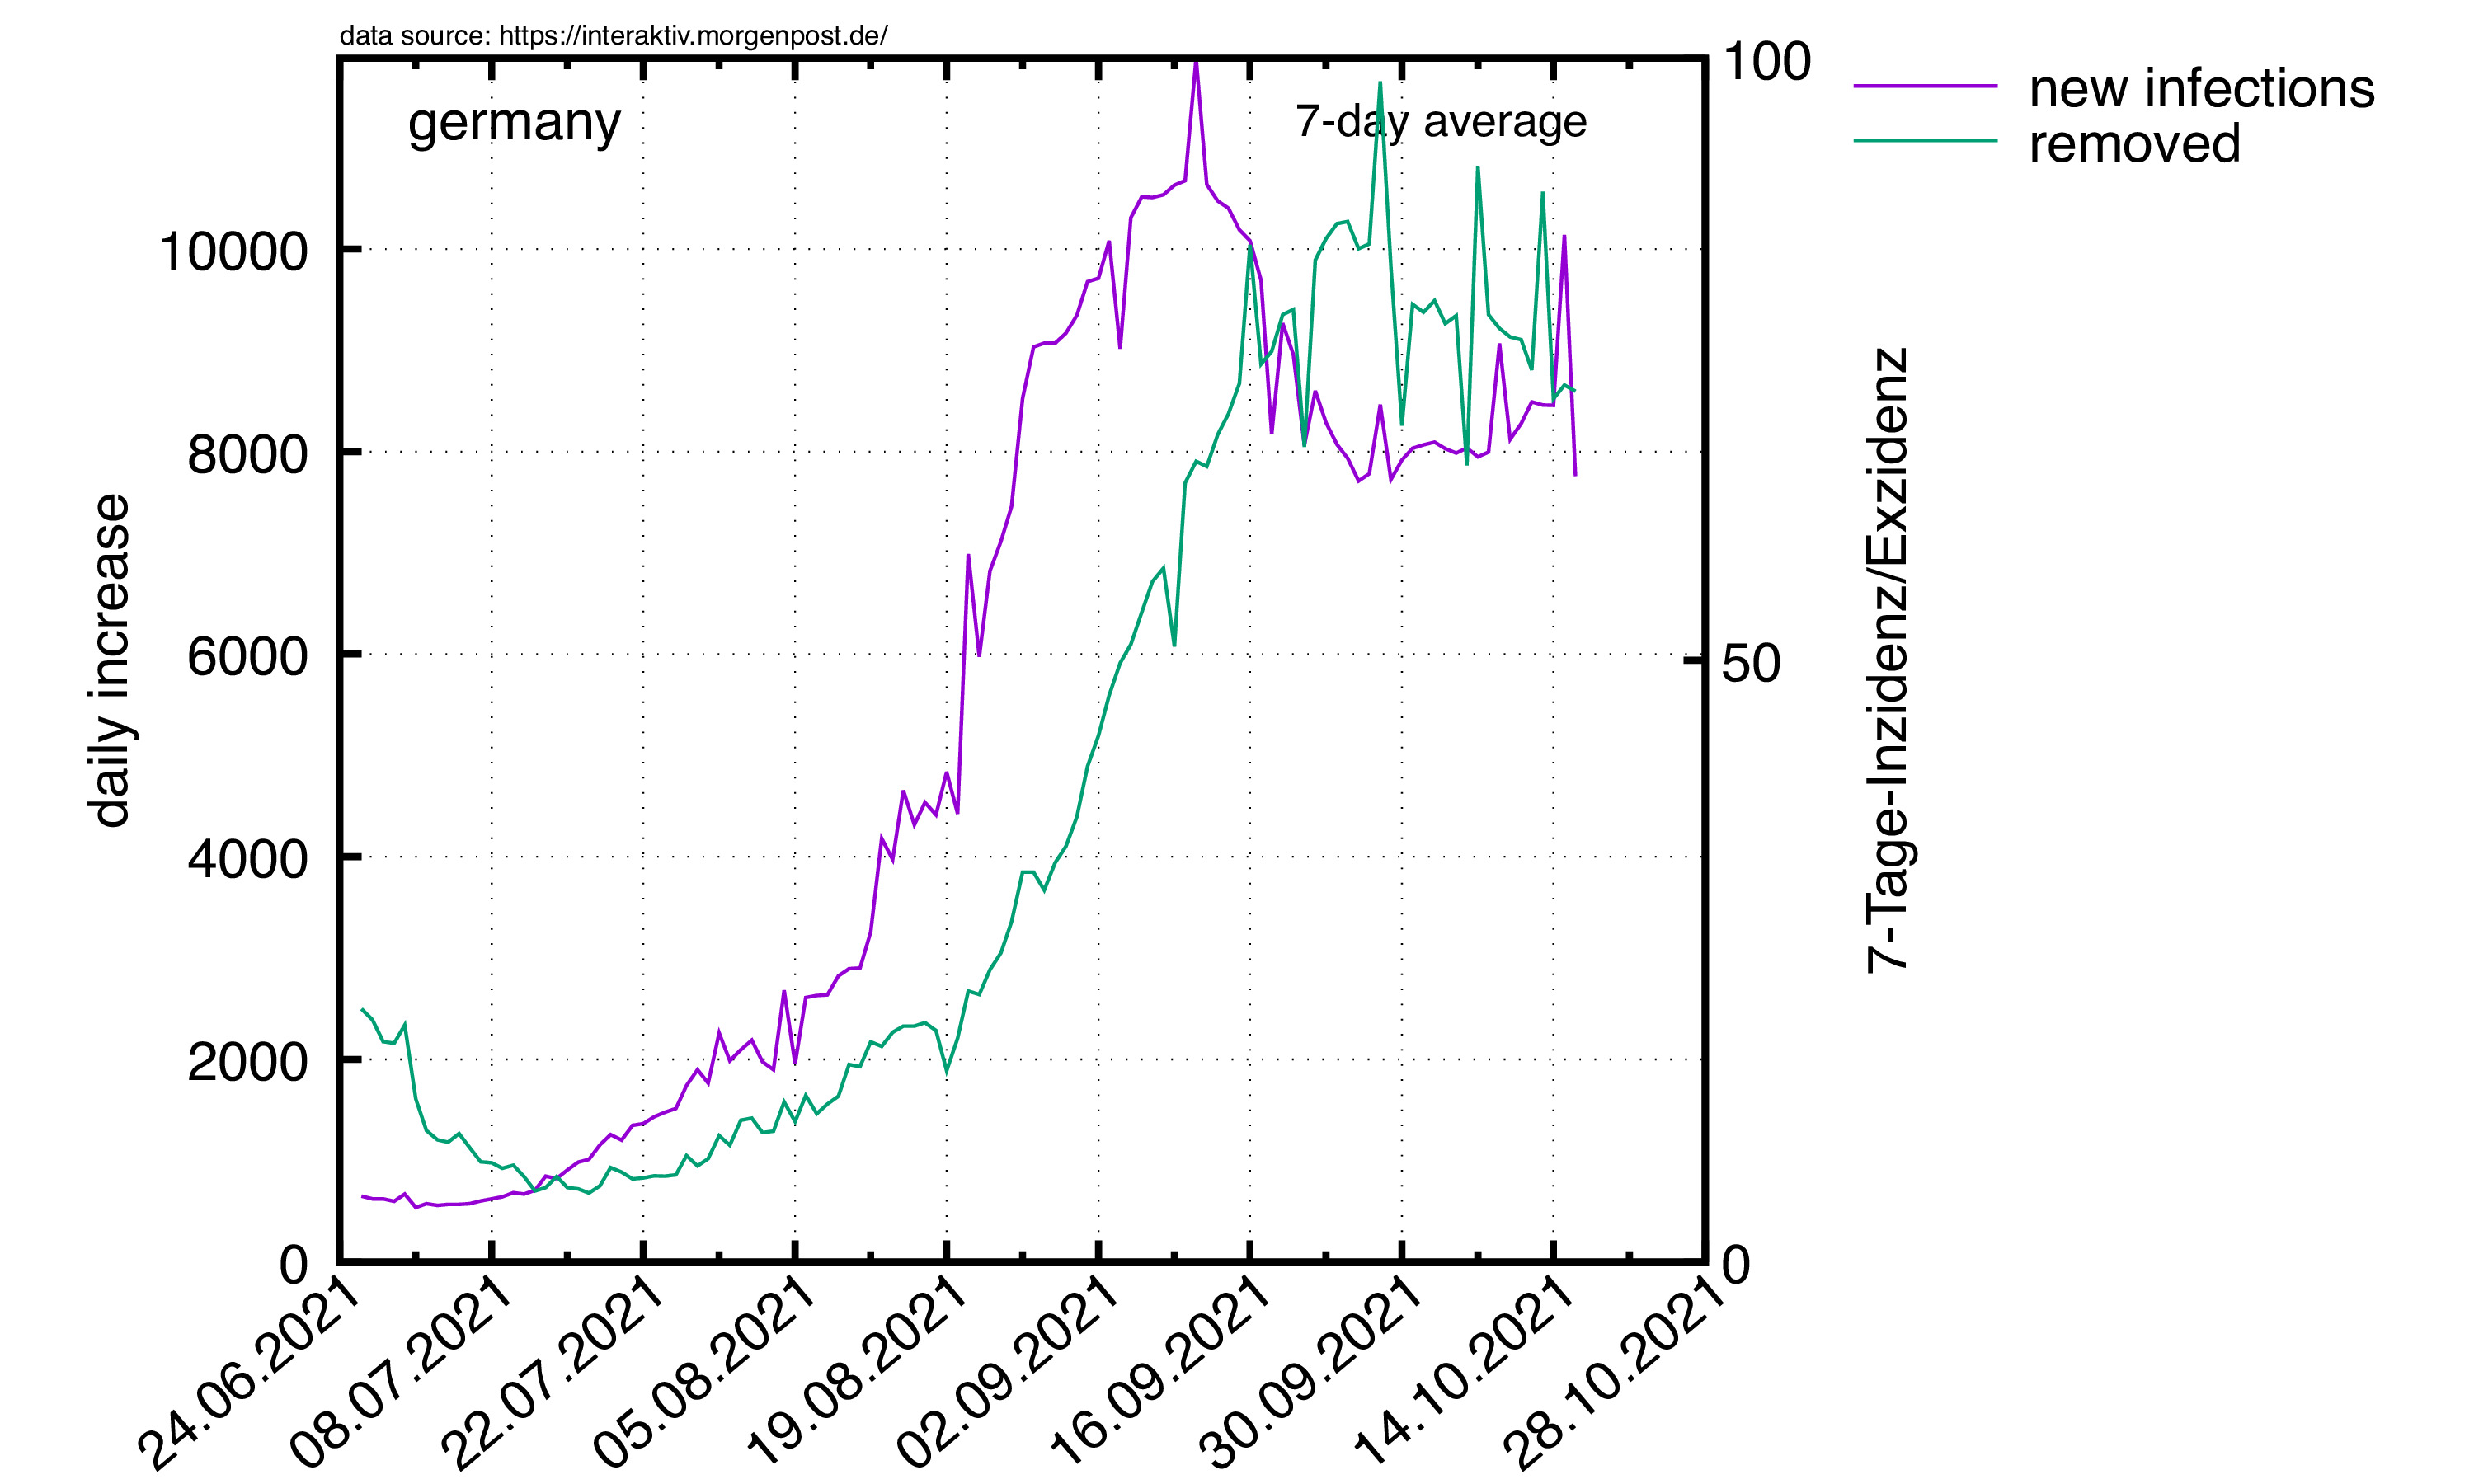 data source: https://interaktiv.morgenpost.de/
germany
7-day average
new infections
removed
daily increase
10000
8000
6000
4000
2000
0
100
50
0
7-Tage-Inzidenz/Exzidenz
24.06.2021
08.07.2021
22.07.2021
05.08.2021
19.08.2021
02.09.2021
16.09.2021
30.09.2021
14.10.2021
28.10.2021